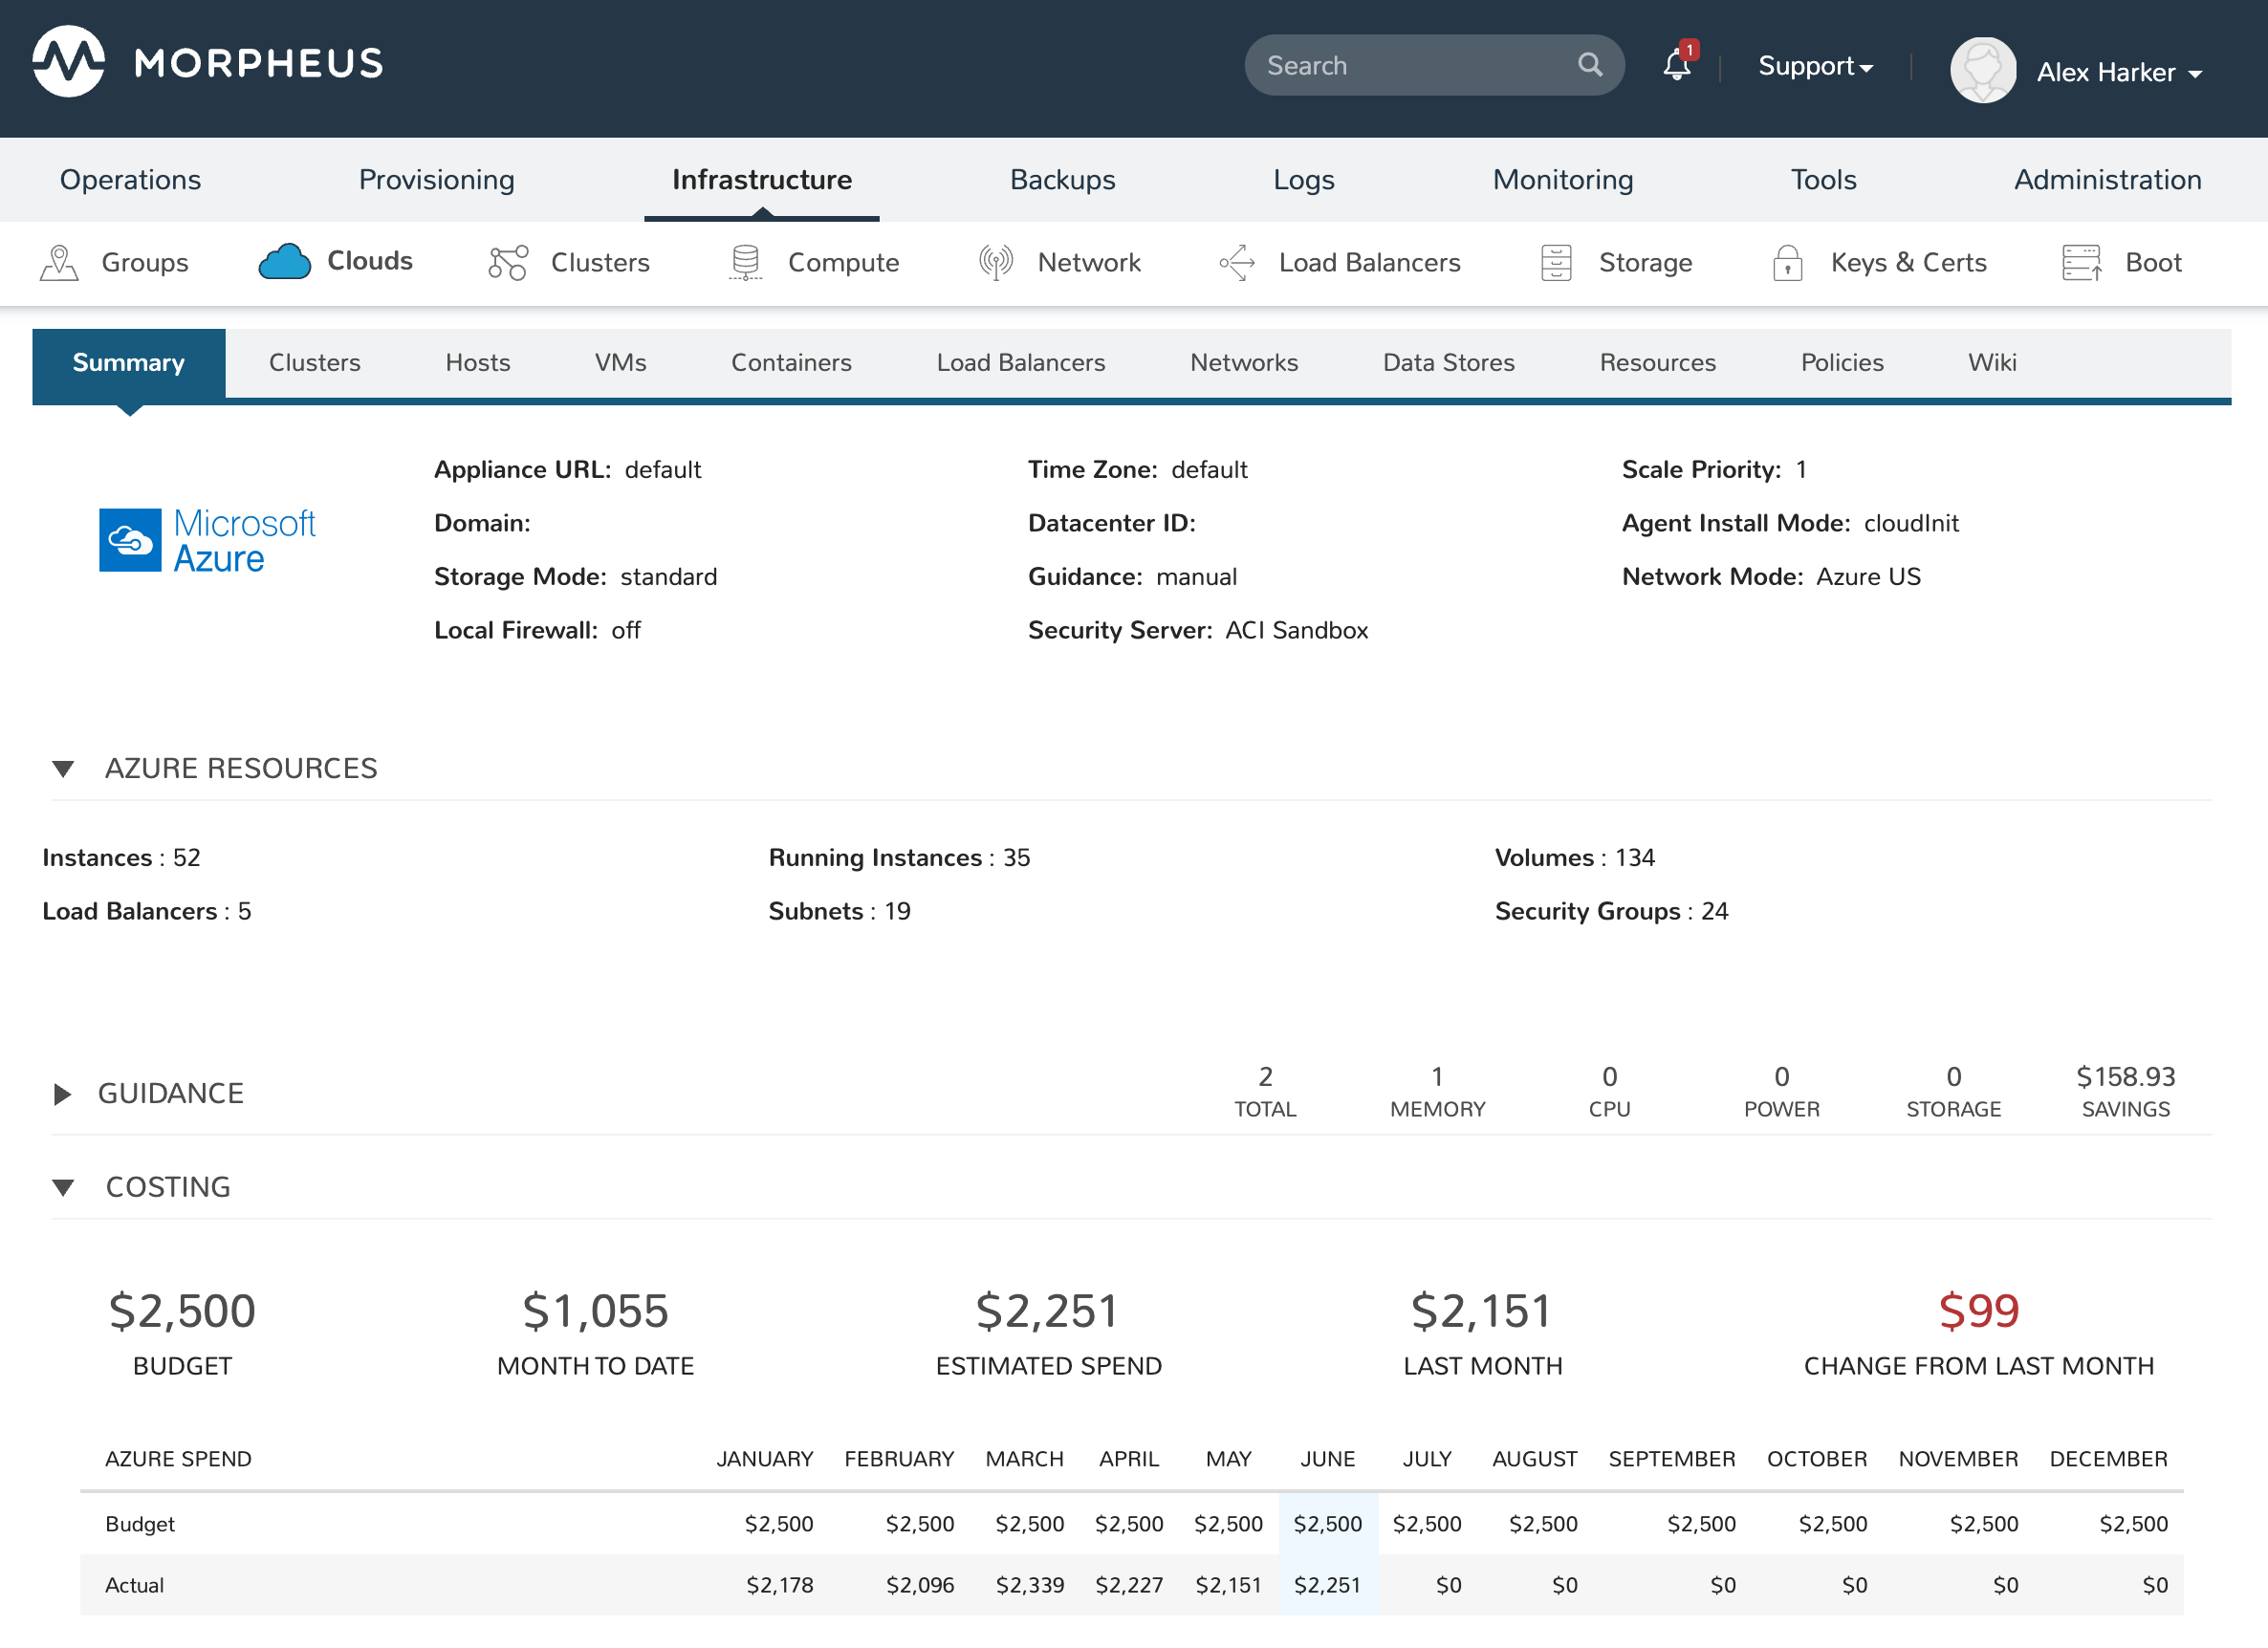 MORPHEUS
Search
1
Support
Alex Harker
Operations Provisioning Infrastructure Backups Logs Monitoring Tools Administration
Groups Clouds Clusters Compute Network Load Balancers Storage Keys & Certs Boot
Summary Clusters Hosts VMs Containers Load Balancers Networks Data Stores Resources Policies Wiki
Microsoft
Azure
Appliance URL: default Time Zone: default Scale Priority: 1
Domain: Datacenter ID: Agent Install Mode: cloudInit
Storage Mode: standard Guidance: manual Network Mode: Azure US
Local Firewall: off Security Server: ACI Sandbox
AZURE RESOURCES
Instances : 52 Running Instances : 35 Volumes : 134
Load Balancers : 5 Subnets : 19 Security Groups : 24
GUIDANCE
2 1 0 0 0 $158.93
TOTAL MEMORY CPU POWER STORAGE SAVINGS
COSTING
$2,500 $1,055 $2,251 $2,151 $99
BUDGET MONTH TO DATE ESTIMATED SPEND LAST MONTH CHANGE FROM LAST MONTH
AZURE SPEND JANUARY FEBRUARY MARCH APRIL MAY JUNE JULY AUGUST SEPTEMBER OCTOBER NOVEMBER DECEMBER
Budget $2,500 $2,500 $2,500 $2,500 $2,500 $2,500 $2,500 $2,500 $2,500 $2,500 $2,500 $2,500
Actual $2,178 $2,096 $2,339 $2,227 $2,151 $2,251 $0 $0 $0 $0 $0 $0